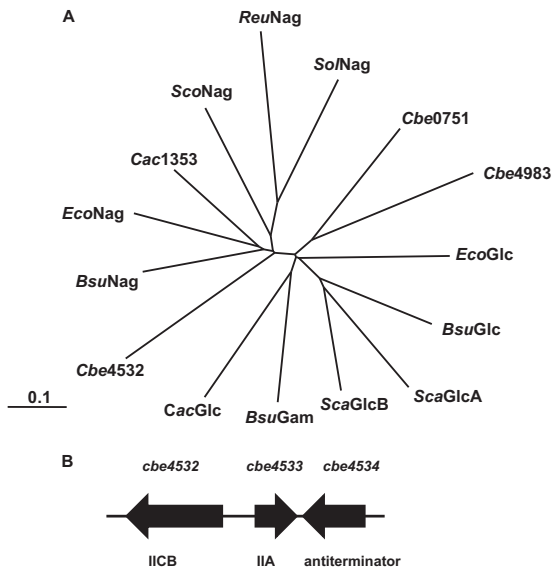 A
ReuNag
SolNag
ScoNag
Cbe0751
Cac1353
Cbe4983
EcoNag
EcoGlc
BsuNag
BsuGlc
Cbe4532
ScaGlcA
0.1
CacGlc
ScaGlcB
BsuGam
B
cbe4532 cbe4533 cbe4534
IICB IIA antiterminator